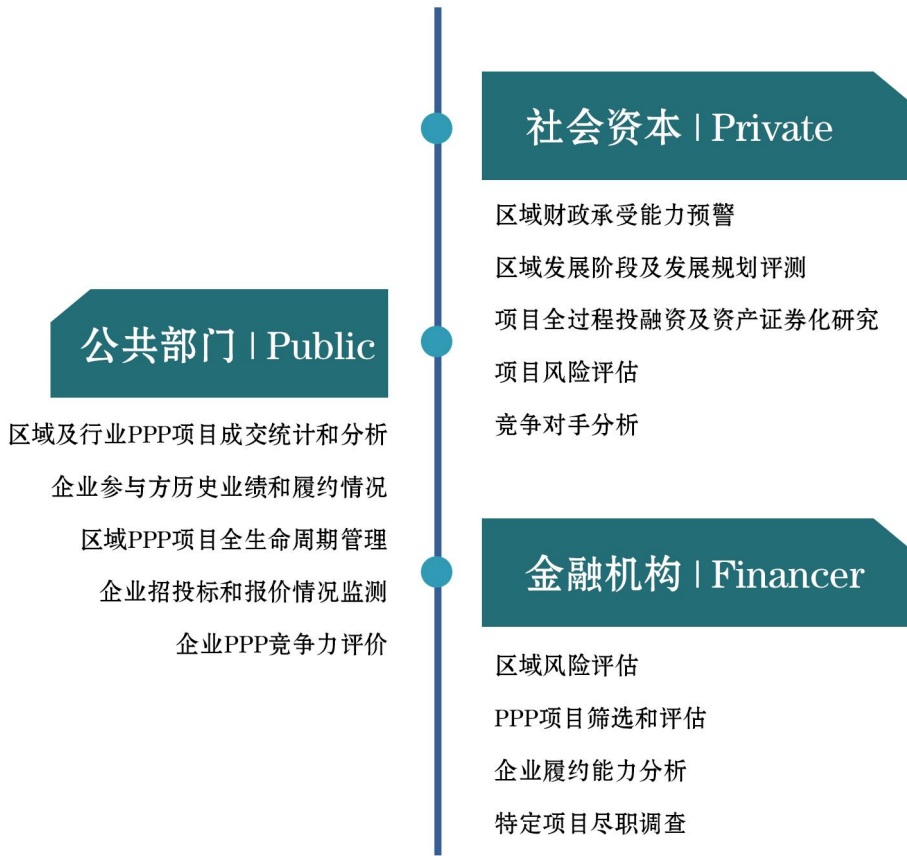 社会资本 | Private
区域财政承受能力预警
区域发展阶段及发展规划评测
项目全过程投融资及资产证券化研究
项目风险评估
竞争对手分析
公共部门 | Public
区域及行业PPP项目成交统计和分析
企业参与方历史业绩和履约情况
区域PPP项目全生命周期管理
企业招投标和报价情况监测
企业PPP竞争力评价
金融机构 | Financer
区域风险评估
PPP项目筛选和评估
企业履约能力分析
特定项目尽职调查